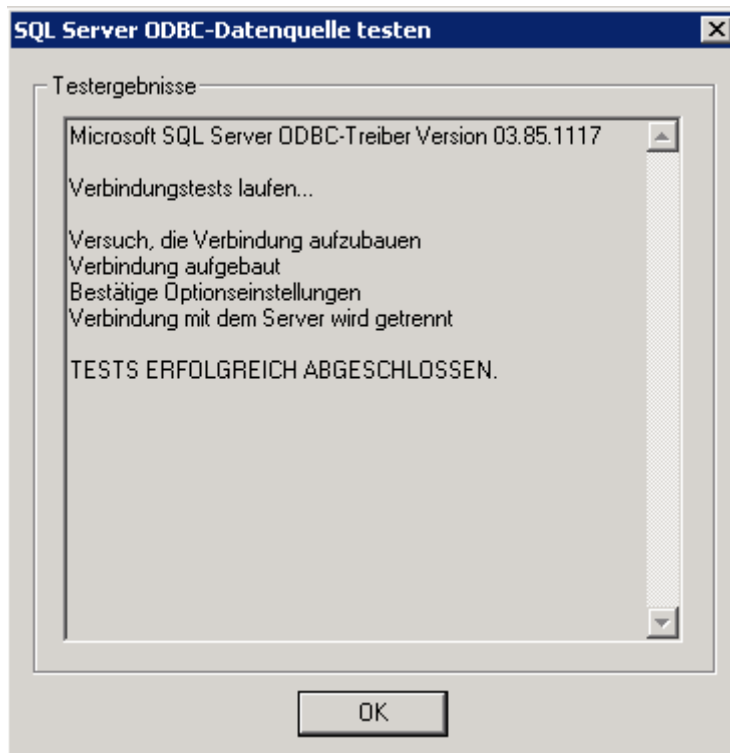 SQL Server ODBC-Datenquelle testen
Testergebnisse
Microsoft SQL Server ODBC-Treiber Version 03.85.1117
Verbindungstests laufen...
Versuch, die Verbindung aufzubauen
Verbindung aufgebaut
Bestätige Optionseinstellungen
Verbindung mit dem Server wird getrennt
TESTS ERFOLGREICH ABGESCHLOSSEN.
OK